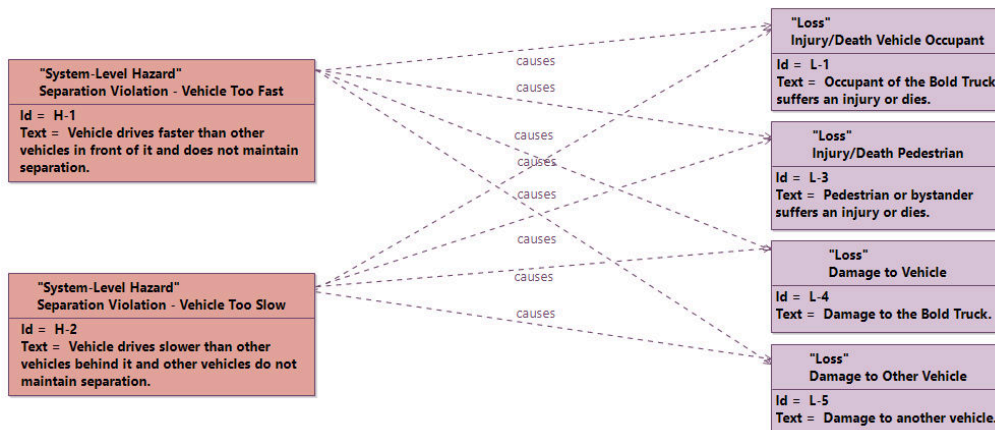 "System-Level Hazard"
Separation Violation - Vehicle Too Fast
Id = H-1
Text = Vehicle drives faster than other
vehicles in front of it and does not maintain
separation.
"System-Level Hazard"
Separation Violation - Vehicle Too Slow
Id = H-2
Text = Vehicle drives slower than other
vehicles behind it and other vehicles do not
maintain separation.
causes
causes
causes
causes
causes
causes
causes
causes
"Loss"
Injury/Death Vehicle Occupant
Id = L-1
Text = Occupant of the Bold Truck
suffers an injury or dies.
"Loss"
Injury/Death Pedestrian
Id = L-3
Text = Pedestrian or bystander
suffers an injury or dies.
"Loss"
Damage to Vehicle
Id = L-4
Text = Damage to the Bold Truck.
"Loss"
Damage to Other Vehicle
Id = L-5
Text = Damage to another vehicle.